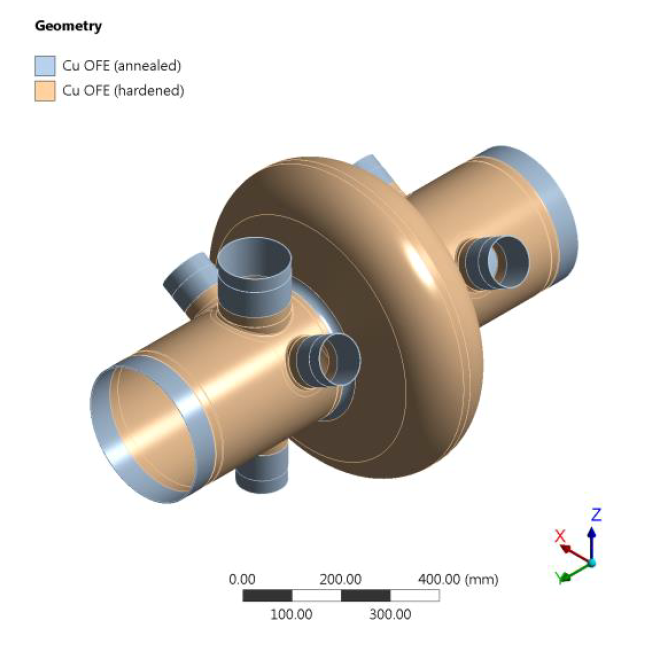 Geometry
Cu OFE (annealed)
Cu OFE (hardened)
Z
X
Y
0.00 200.00 400.00 (mm)
100.00 300.00